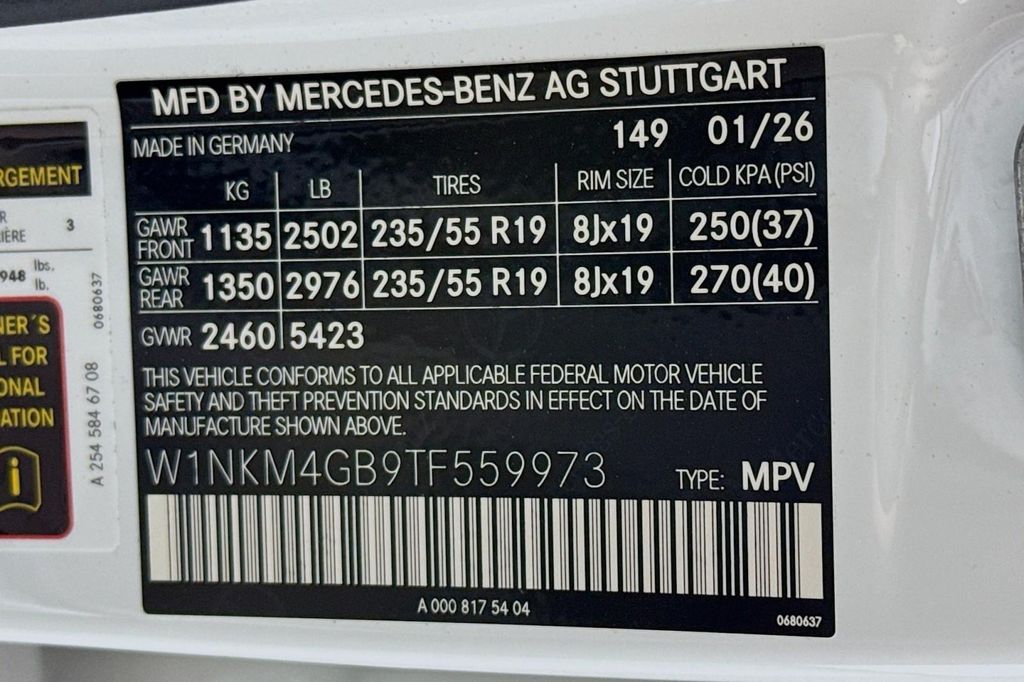 MFD BY MERCEDES-BENZ AG STUTTGART
MADE IN GERMANY 149 01/26
KG LB TIRES RIM SIZE COLD KPA (PSI)
GAWR FRONT 1135 2502 235/55 R19 8Jx19 250(37)
GAWR REAR 1350 2976 235/55 R19 8Jx19 270(40)
GVWR 2460 5423
THIS VEHICLE CONFORMS TO ALL APPLICABLE FEDERAL MOTOR VEHICLE
SAFETY AND THEFT PREVENTION STANDARDS IN EFFECT ON THE DATE OF
MANUFACTURE SHOWN ABOVE.
W1NKM4GB9TF559973 TYPE: MPV
A 000 817 54 04
0680637
RGEMENT
R
IÈRE 3
948 lbs.
lb.
NER´S
L FOR
ONAL
ATION
i
0680637
A 254 584 67 08